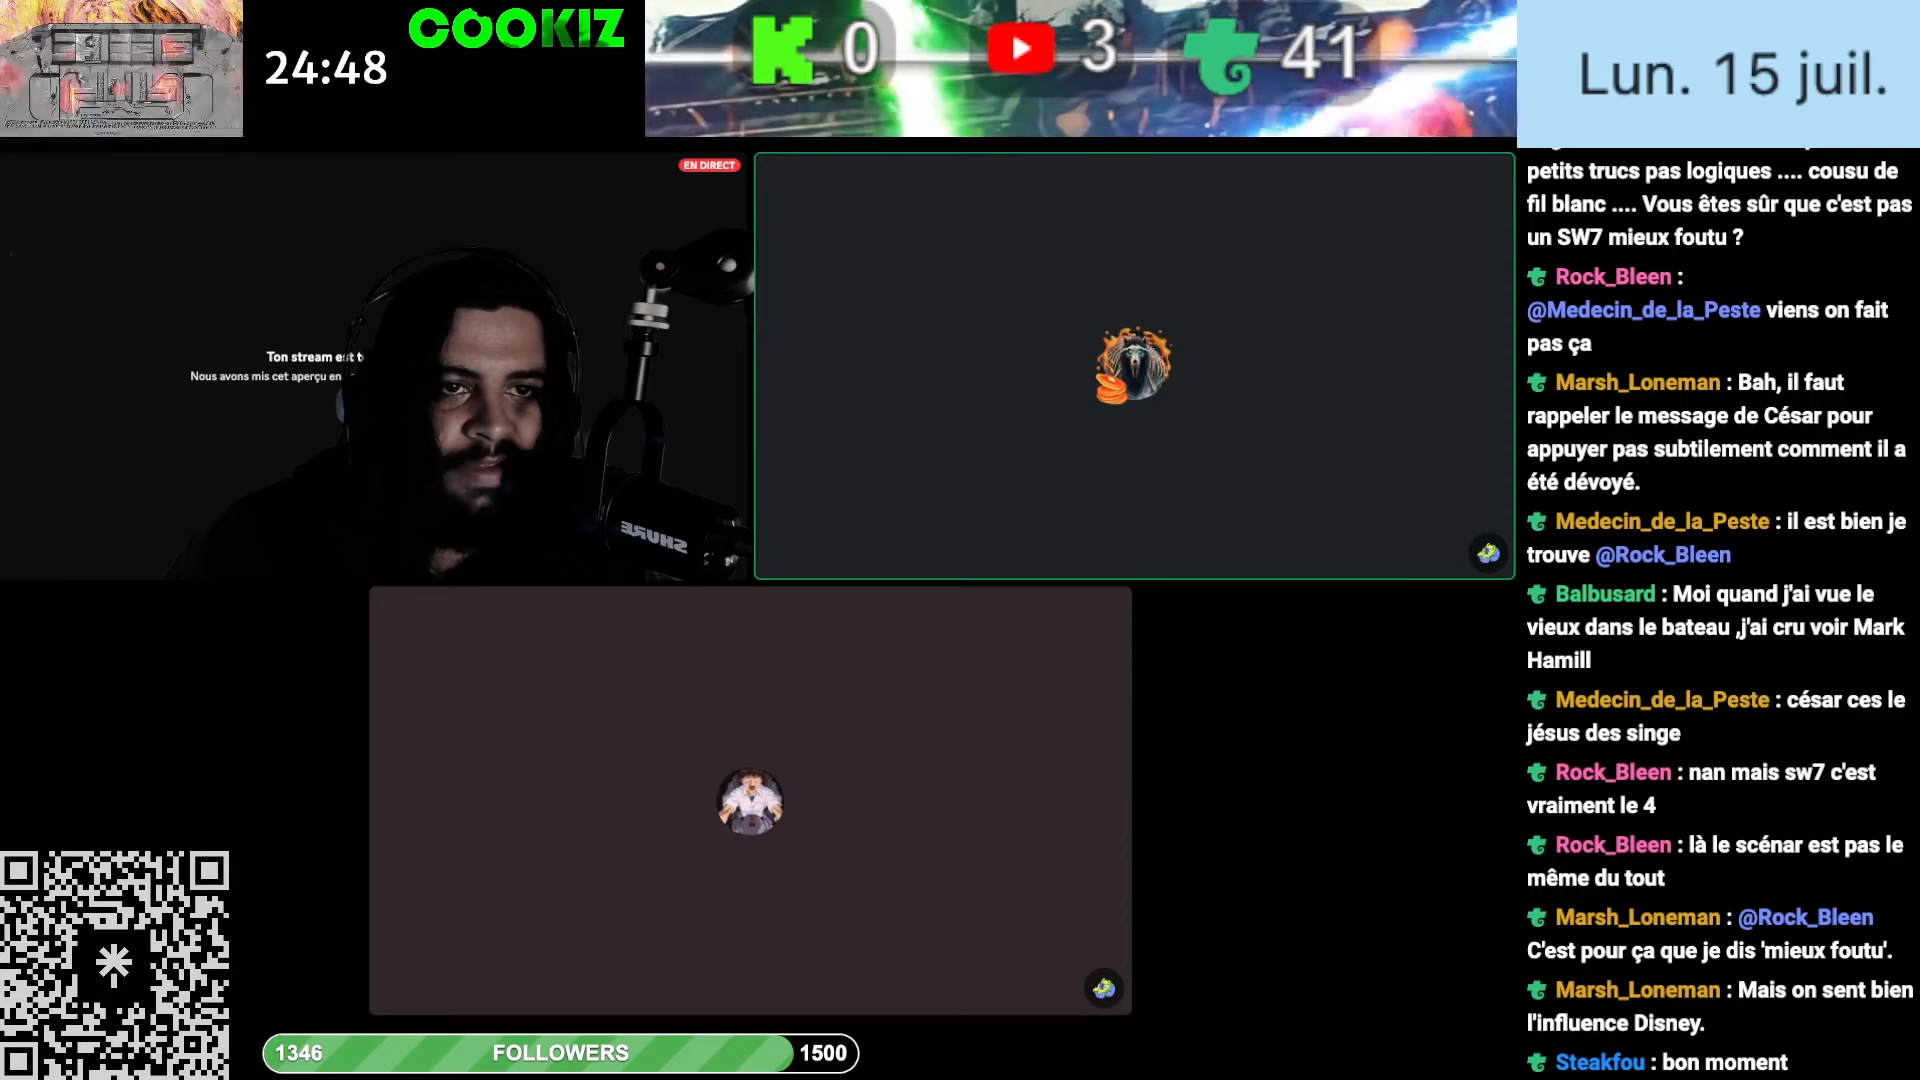 24:48
COOKIZ
0
3
41
Lun. 15 juil.
EN DIRECT
Ton stream est
Nous avons mis cet aperçu en
SHURE
petits trucs pas logiques .... cousu de
fil blanc .... Vous êtes sûr que c'est pas
un SW7 mieux foutu ?
Rock_Bleen :
@Medecin_de_la_Peste viens on fait
pas ça
Marsh_Loneman : Bah, il faut
rappeler le message de César pour
appuyer pas subtilement comment il a
été dévoyé.
Medecin_de_la_Peste : il est bien je
trouve @Rock_Bleen
Balbusard : Moi quand j'ai vue le
vieux dans le bateau ,j'ai cru voir Mark
Hamill
Medecin_de_la_Peste : césar ces le
jésus des singe
Rock_Bleen : nan mais sw7 c'est
vraiment le 4
Rock_Bleen : là le scénar est pas le
même du tout
Marsh_Loneman : @Rock_Bleen
C'est pour ça que je dis 'mieux foutu'.
Marsh_Loneman : Mais on sent bien
l'influence Disney.
Steakfou : bon moment
1346 FOLLOWERS 1500